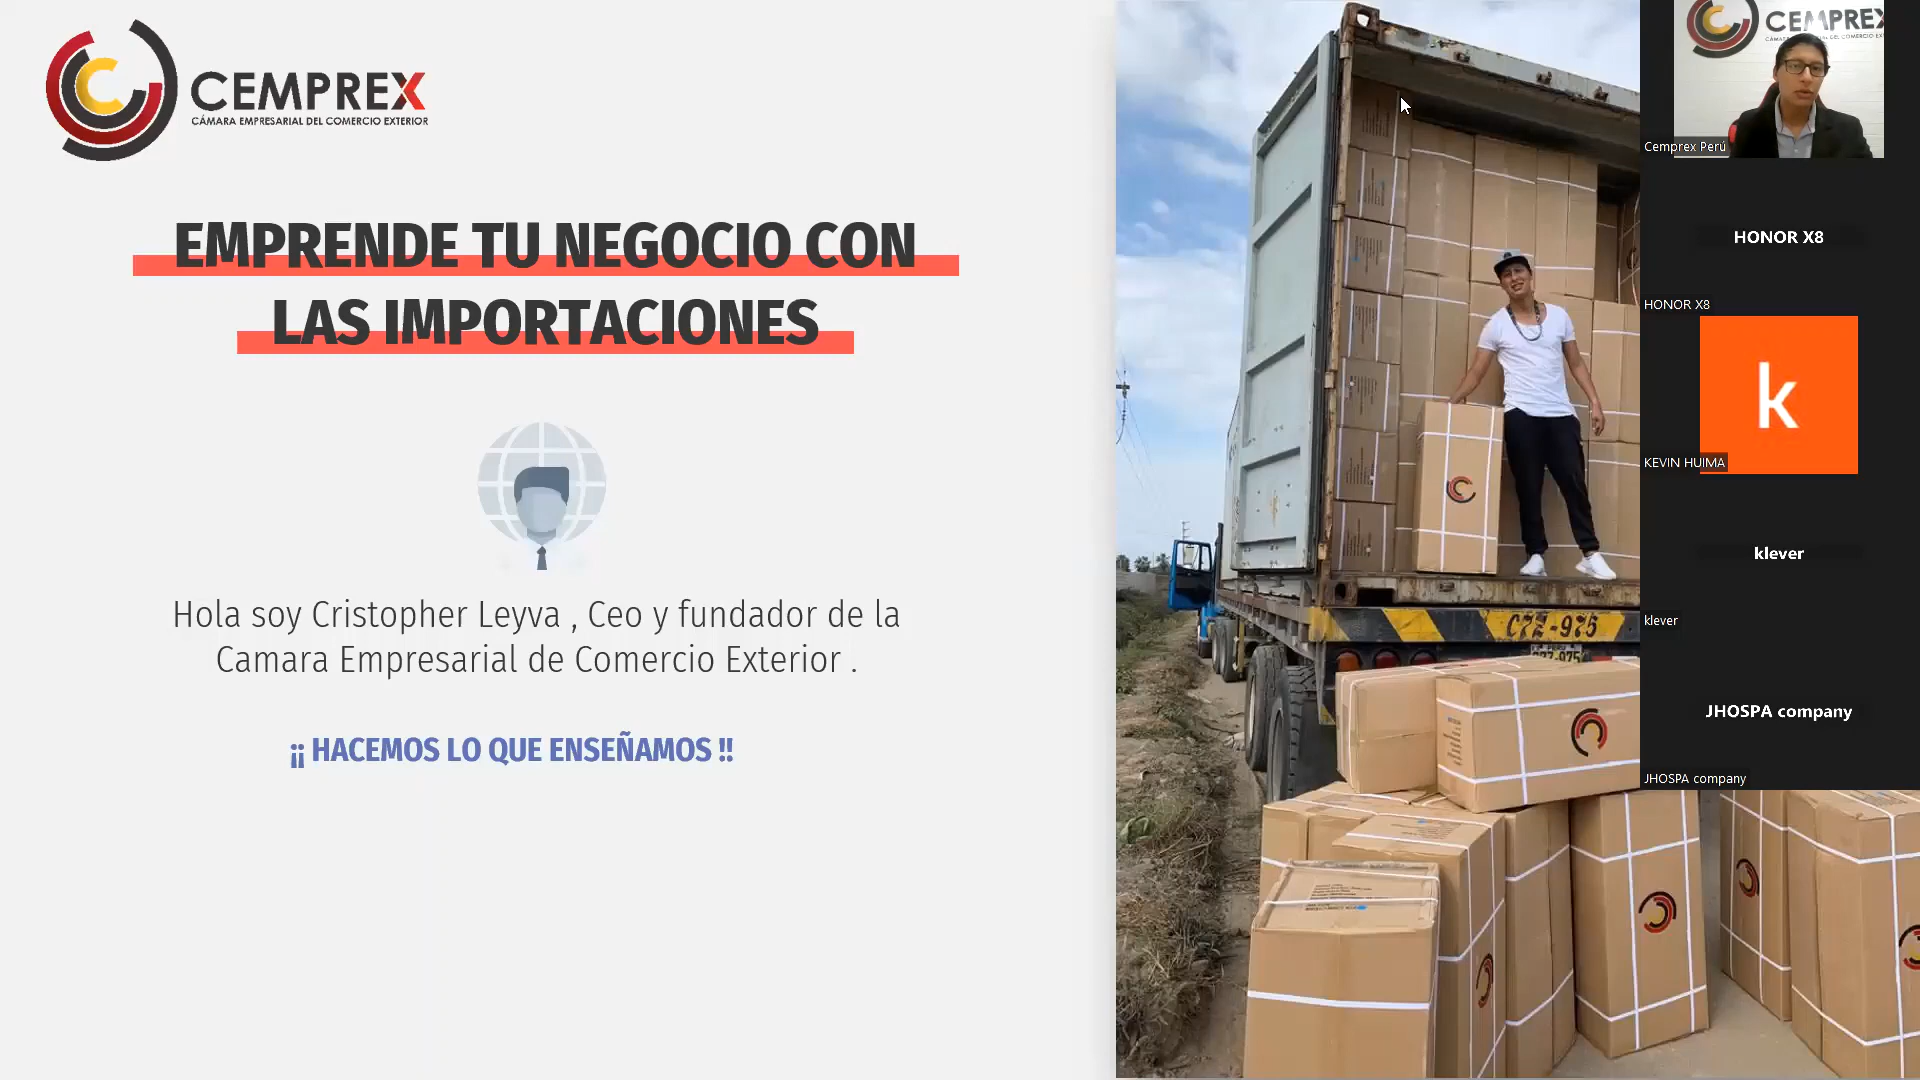 CEMPREX
CÁMARA EMPRESARIAL DEL COMERCIO EXTERIOR
EMPRENDE TU NEGOCIO CON
LAS IMPORTACIONES
Hola soy Cristopher Leyva , Ceo y fundador de la
Camara Empresarial de Comercio Exterior .
¡¡ HACEMOS LO QUE ENSEÑAMOS !!
C7Z-975
CEMPREX
Cemprex Perú
HONOR X8
HONOR X8
k
KEVIN HUIMA
klever
klever
JHOSPA company
JHOSPA company